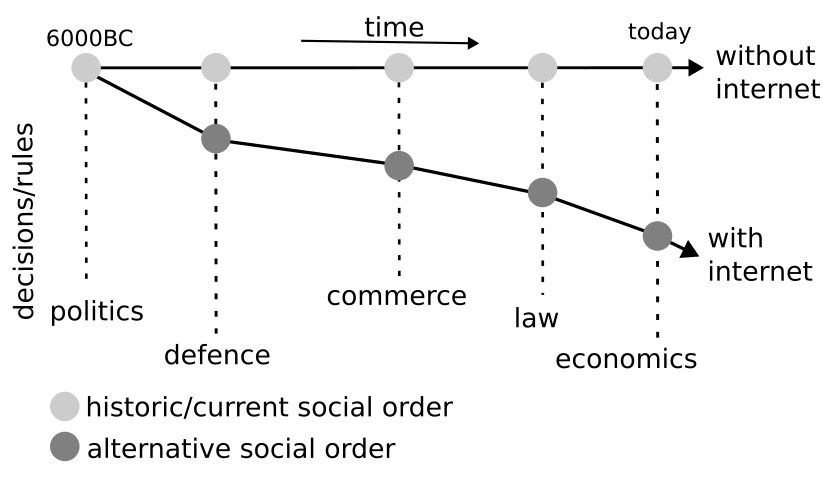 time
6000BC
today
without
internet
decisions/rules
with
internet
commerce
politics
law
defence
economics
historic/current social order
alternative social order